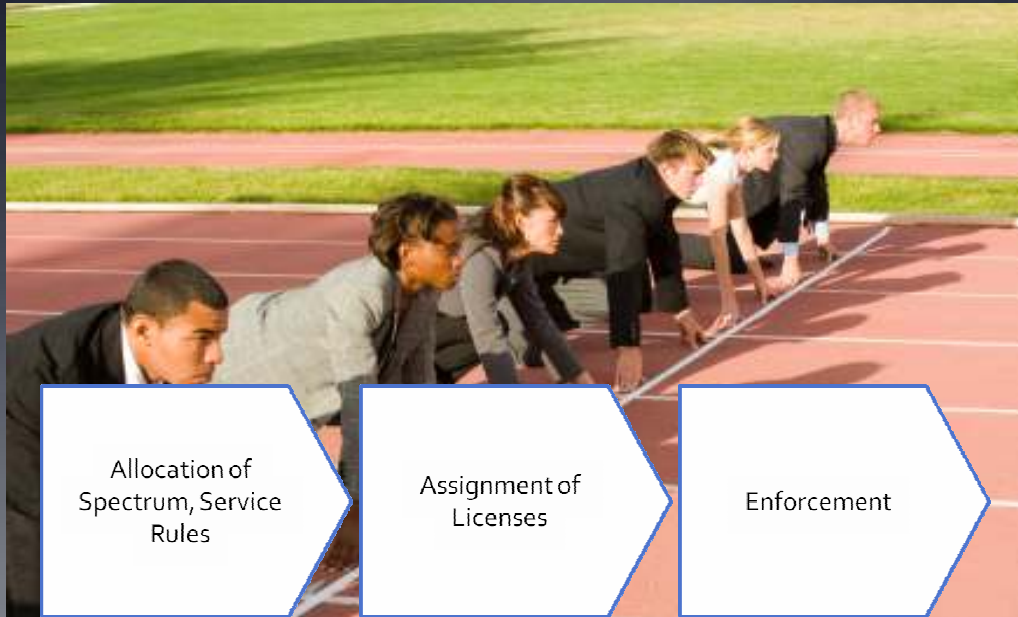 Allocation of
Spectrum, Service
Rules
Assignment of
Licenses
Enforcement